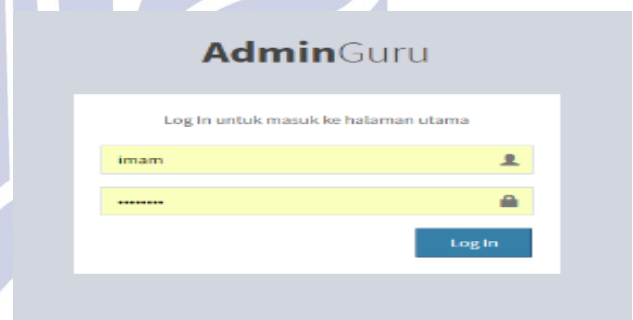 AdminGuru
Log In untuk masuk ke halaman utama
imam
••••••••
Log In